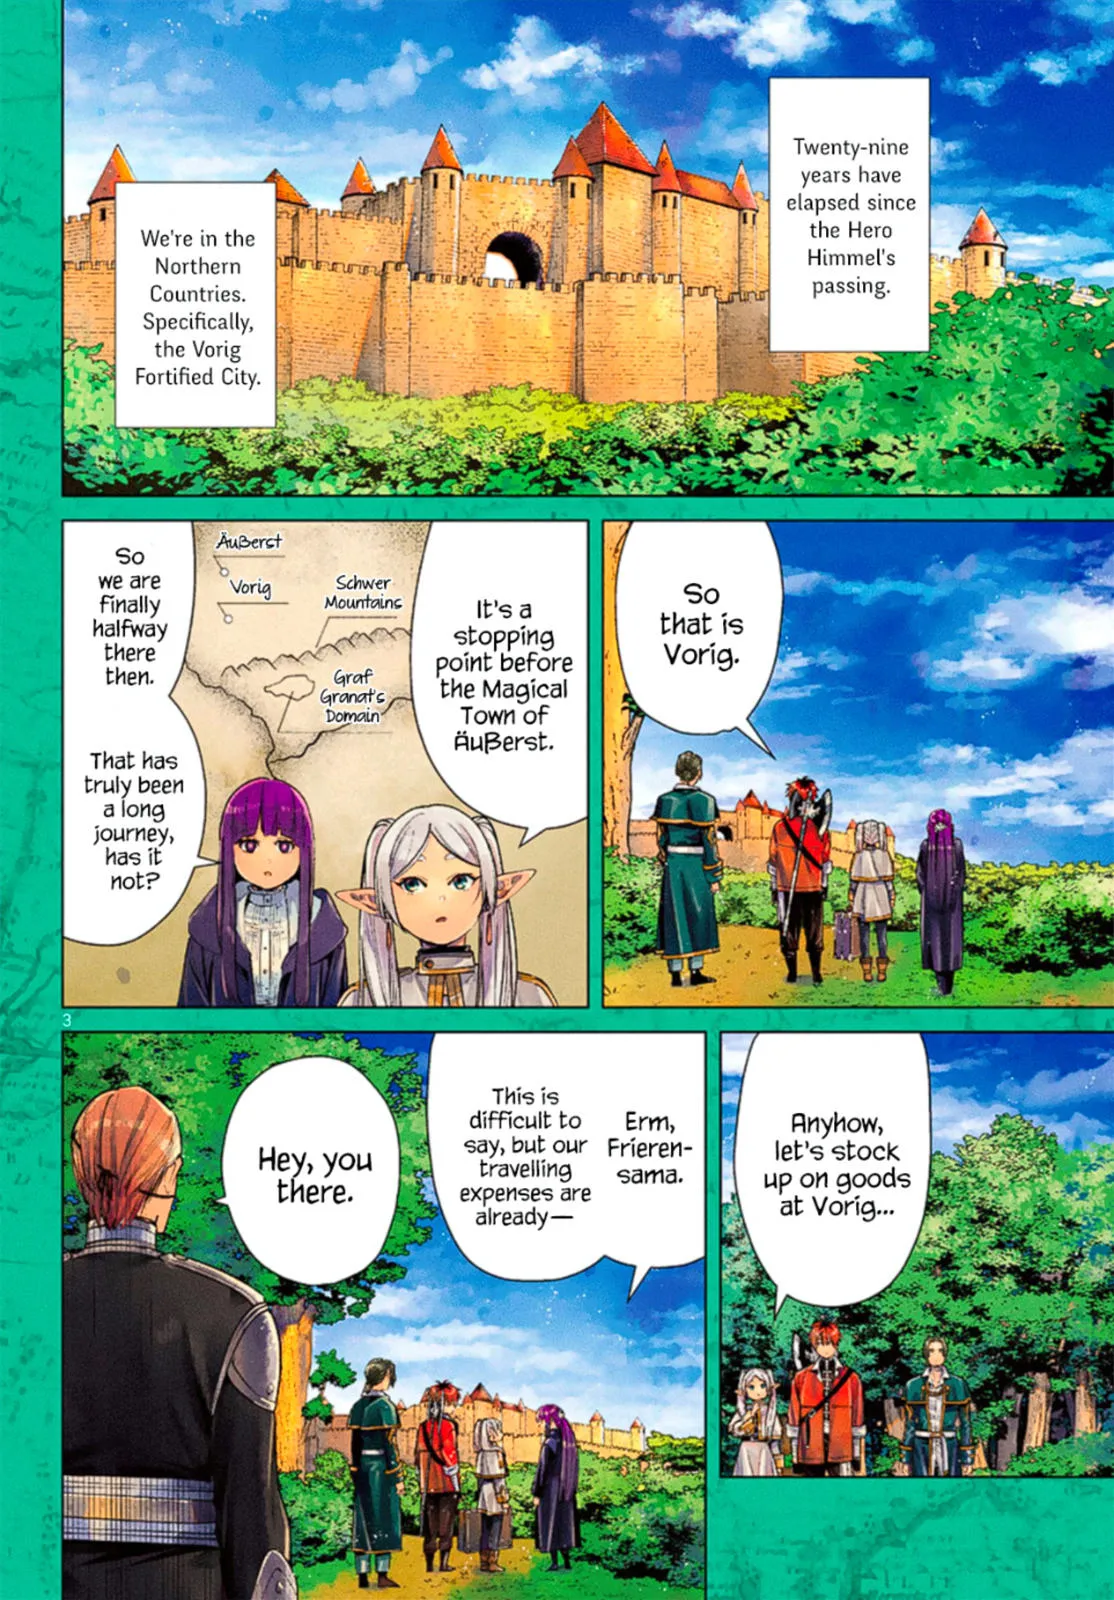 Twenty-nine
years have
elapsed since
the Hero
Himmel's
passing.
We're in the
Northern
Countries.
Specifically,
the Vorig
Fortified City.
So
that is
Vorig.
It's a
stopping
point before
the Magical
Town of
Äußerst.
Äußerst
Vorig
Schwer
Mountains
Graf
Granat's
Domain
So
we are
finally
halfway
there
then.
That has
truly been
a long
journey,
has it
not?
3
Anyhow,
let's stock
up on goods
at Vorig...
Erm,
Frieren-
sama.
This is
difficult to
say, but our
travelling
expenses are
already—
Hey, you
there.